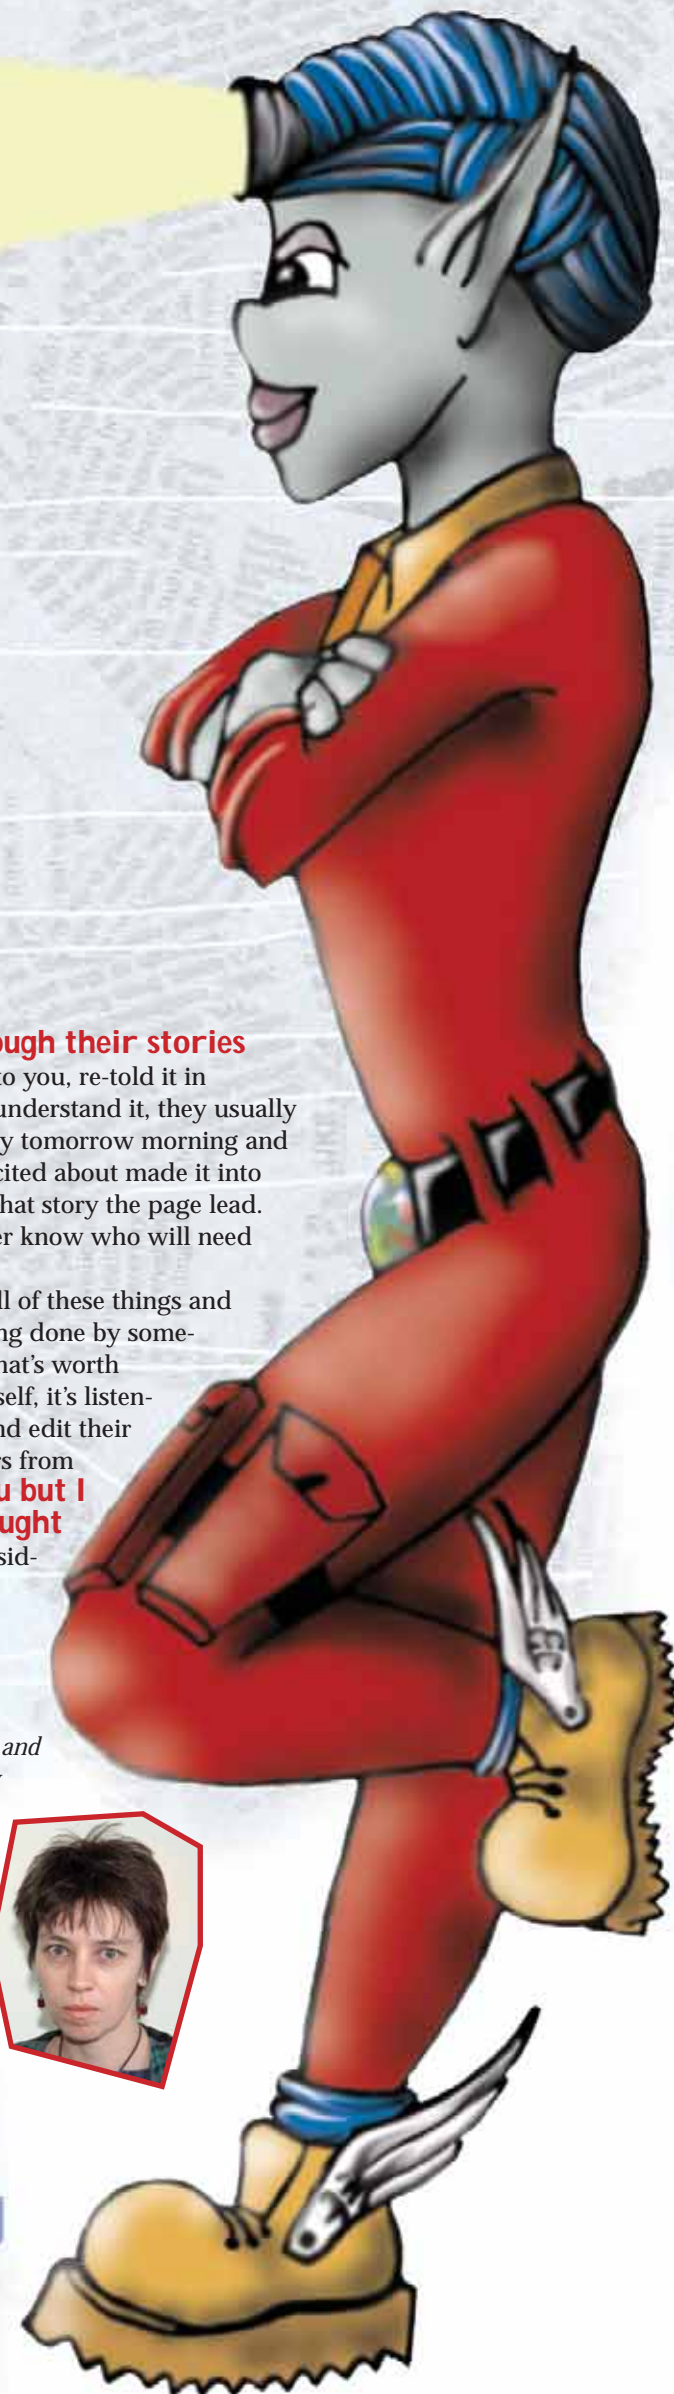 ough their stories
to you, re-told it in
understand it, they usually
y tomorrow morning and
cited about made it into
hat story the page lead.
er know who will need
ll of these things and
ng done by some-
hat's worth
self, it's listen-
nd edit their
rs from
u but I
ught
sid-
and